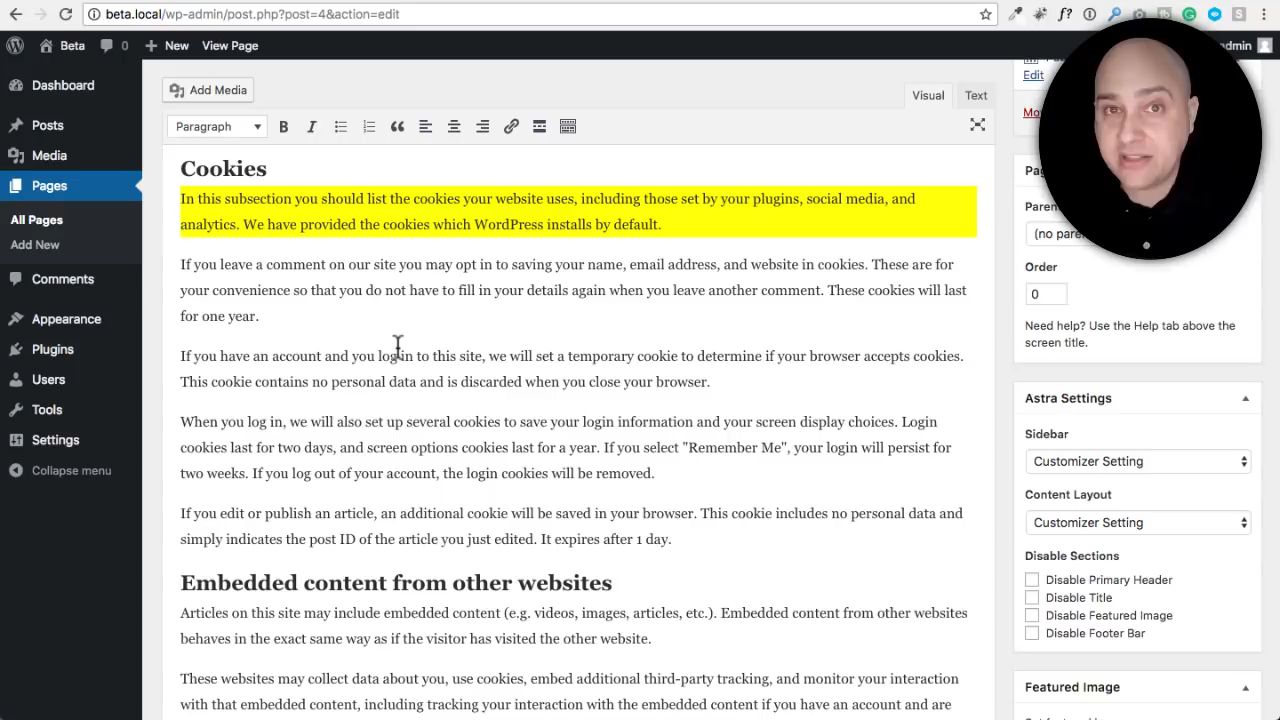 beta.local/wp-admin/post.php?post=4&action=edit
Beta 0 New View Page
admin
Dashboard
Posts
Media
Pages
All Pages
Add New
Comments
Appearance
Plugins
Users
Tools
Settings
Collapse menu
Add Media
Visual Text
Paragraph
Cookies
In this subsection you should list the cookies your website uses, including those set by your plugins, social media, and
analytics. We have provided the cookies which WordPress installs by default.
If you leave a comment on our site you may opt in to saving your name, email address, and website in cookies. These are for
your convenience so that you do not have to fill in your details again when you leave another comment. These cookies will last
for one year.
If you have an account and you login to this site, we will set a temporary cookie to determine if your browser accepts cookies.
This cookie contains no personal data and is discarded when you close your browser.
When you log in, we will also set up several cookies to save your login information and your screen display choices. Login
cookies last for two days, and screen options cookies last for a year. If you select "Remember Me", your login will persist for
two weeks. If you log out of your account, the login cookies will be removed.
If you edit or publish an article, an additional cookie will be saved in your browser. This cookie includes no personal data and
simply indicates the post ID of the article you just edited. It expires after 1 day.
Embedded content from other websites
Articles on this site may include embedded content (e.g. videos, images, articles, etc.). Embedded content from other websites
behaves in the exact same way as if the visitor has visited the other website.
These websites may collect data about you, use cookies, embed additional third-party tracking, and monitor your interaction
with that embedded content, including tracking your interaction with the embedded content if you have an account and are
Edit
Order
0
Need help? Use the Help tab above the
screen title.
Astra Settings
Sidebar
Customizer Setting
Content Layout
Customizer Setting
Disable Sections
Disable Primary Header
Disable Title
Disable Featured Image
Disable Footer Bar
Featured Image